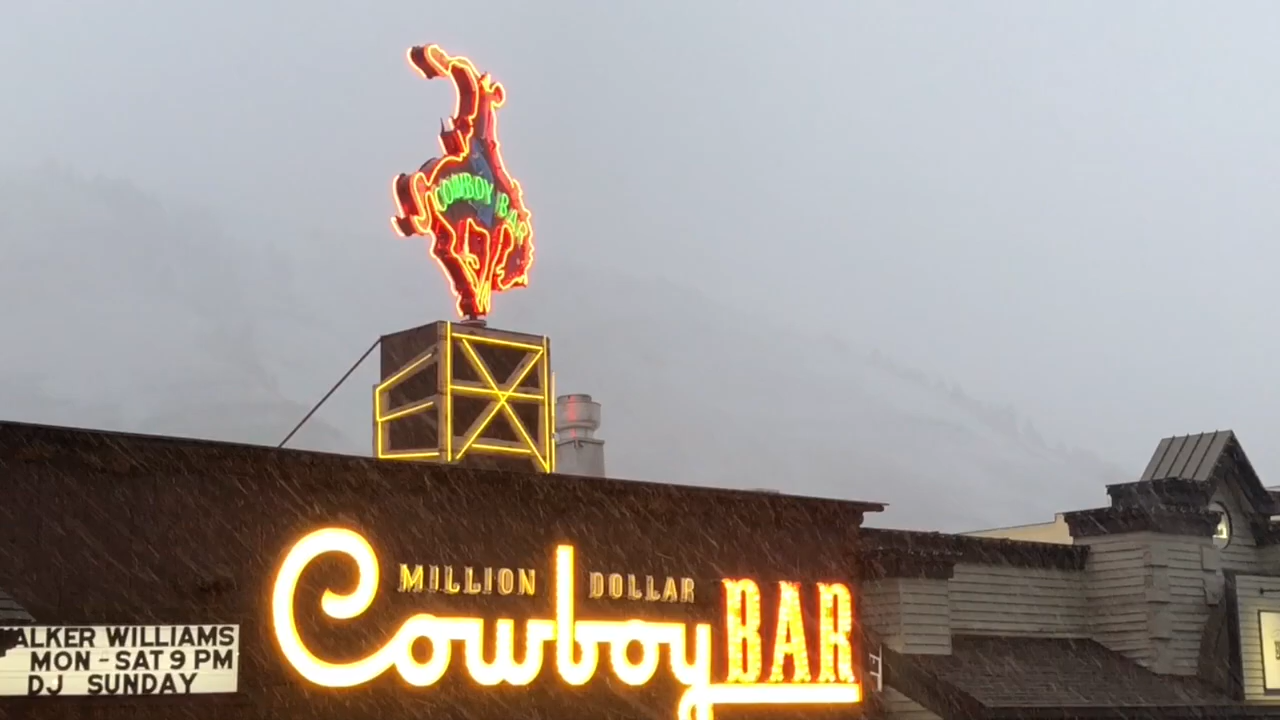 COWBOY BAR
MILLION DOLLAR
Cowboy BAR
ALKER WILLIAMS
MON - SAT 9 PM
DJ SUNDAY